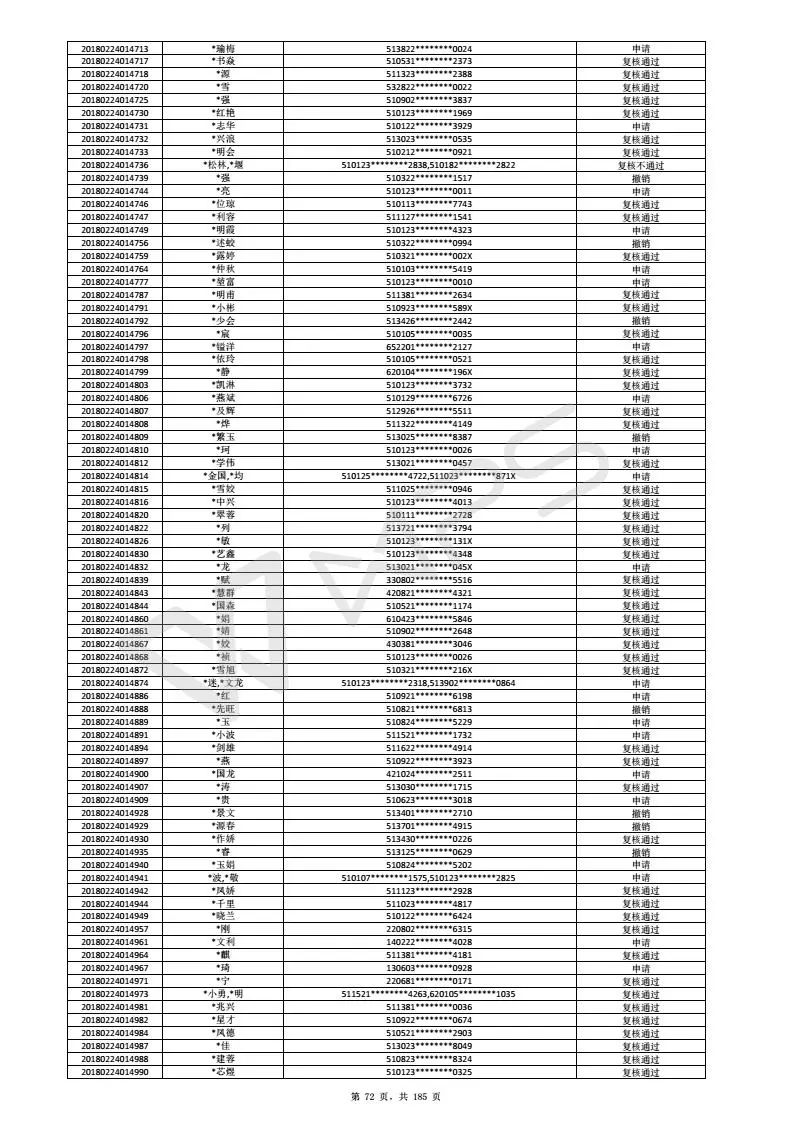 20180224014713 *瑜梅 513822********0024 申请
20180224014717 *书焱 510531********2373 复核通过
20180224014718 *源 511323********2388 复核通过
20180224014720 *雪 532822********0022 复核通过
20180224014725 *强 510902********3837 复核通过
20180224014730 *红艳 510123********1969 复核通过
20180224014731 *志华 510122********3929 申请
20180224014732 *兴浪 513023********0535 复核通过
20180224014733 *明会 510212********0921 复核通过
20180224014736 *松林,*堰 510123********2838,510182********2822 复核不通过
20180224014739 *强 510322********1517 撤销
20180224014744 *亮 510123********0011 申请
20180224014746 *位琼 510113********7743 复核通过
20180224014747 *利容 511127********1541 复核通过
20180224014749 *明霞 510123********4323 申请
20180224014756 *述蛟 510322********0994 撤销
20180224014759 *露婷 510321********002X 复核通过
20180224014764 *仲秋 510103********5419 申请
20180224014777 *堃富 510123********0010 申请
20180224014787 *明甫 511381********2634 复核通过
20180224014791 *小彬 510923********589X 复核通过
20180224014792 *少会 513426********2442 撤销
20180224014796 *宸 510105********0035 复核通过
20180224014797 *镒洋 652201********2127 申请
20180224014798 *依玲 510105********0521 复核通过
20180224014799 *静 620104********196X 复核通过
20180224014803 *凯淋 510123********3732 复核通过
20180224014806 *燕斌 510129********6726 申请
20180224014807 *及辉 512926********5511 复核通过
20180224014808 *烨 511322********4149 复核通过
20180224014809 *繁玉 513025********8387 撤销
20180224014810 *珂 510123********0026 申请
20180224014812 *学伟 513021********0457 复核通过
20180224014814 *金国,*均 510125********4722,511023********871X 申请
20180224014815 *雪姣 511025********0946 复核通过
20180224014816 *中兴 510123********4013 复核通过
20180224014820 *翠蓉 510111********2728 复核通过
20180224014822 *列 513721********3794 复核通过
20180224014826 *敏 510123********131X 复核通过
20180224014830 *艺鑫 510123********4348 复核通过
20180224014832 *龙 513021********045X 申请
20180224014839 *赋 330802********5516 复核通过
20180224014843 *慧群 420821********4321 复核通过
20180224014844 *国森 510521********1174 复核通过
20180224014860 *娟 610423********5846 复核通过
20180224014861 *婧 510902********2648 复核通过
20180224014867 *姣 430381********3046 复核通过
20180224014868 *祯 510123********0026 复核通过
20180224014872 *雪旭 510321********216X 复核通过
20180224014874 *迷,*文龙 510123********2318,513902********0864 申请
20180224014886 *红 510921********6198 申请
20180224014888 *先旺 510821********6813 撤销
20180224014889 *玉 510824********5229 申请
20180224014891 *小波 511521********1732 申请
20180224014894 *剑雄 511622********4914 复核通过
20180224014897 *燕 510922********3923 复核通过
20180224014900 *国龙 421024********2511 申请
20180224014907 *涛 513030********1715 复核通过
20180224014909 *贵 510623********3018 申请
20180224014928 *景文 513401********2710 撤销
20180224014929 *源春 513701********4915 撤销
20180224014930 *作娇 513430********0226 复核通过
20180224014935 *睿 513125********0629 撤销
20180224014940 *玉娟 510824********5202 申请
20180224014941 *波,*敬 510107********1575,510123********2825 申请
20180224014942 *凤娇 511123********2928 复核通过
20180224014944 *千里 511023********4817 复核通过
20180224014949 *晓兰 510122********6424 复核通过
20180224014957 *刚 220802********6315 复核通过
20180224014961 *文利 140222********4028 申请
20180224014964 *麒 511381********4181 复核通过
20180224014967 *琦 130603********0928 申请
20180224014971 *宁 220681********0171 复核通过
20180224014973 *小勇,*明 511521********4263,620105********1035 复核通过
20180224014981 *兆兴 511381********0036 复核通过
20180224014982 *星才 510922********0674 复核通过
20180224014984 *凤德 510521********2903 复核通过
20180224014987 *佳 513023********8049 复核通过
20180224014988 *建蓉 510823********8324 复核通过
20180224014990 *芯煜 510123********0325 复核通过
第 72 页，共 185 页